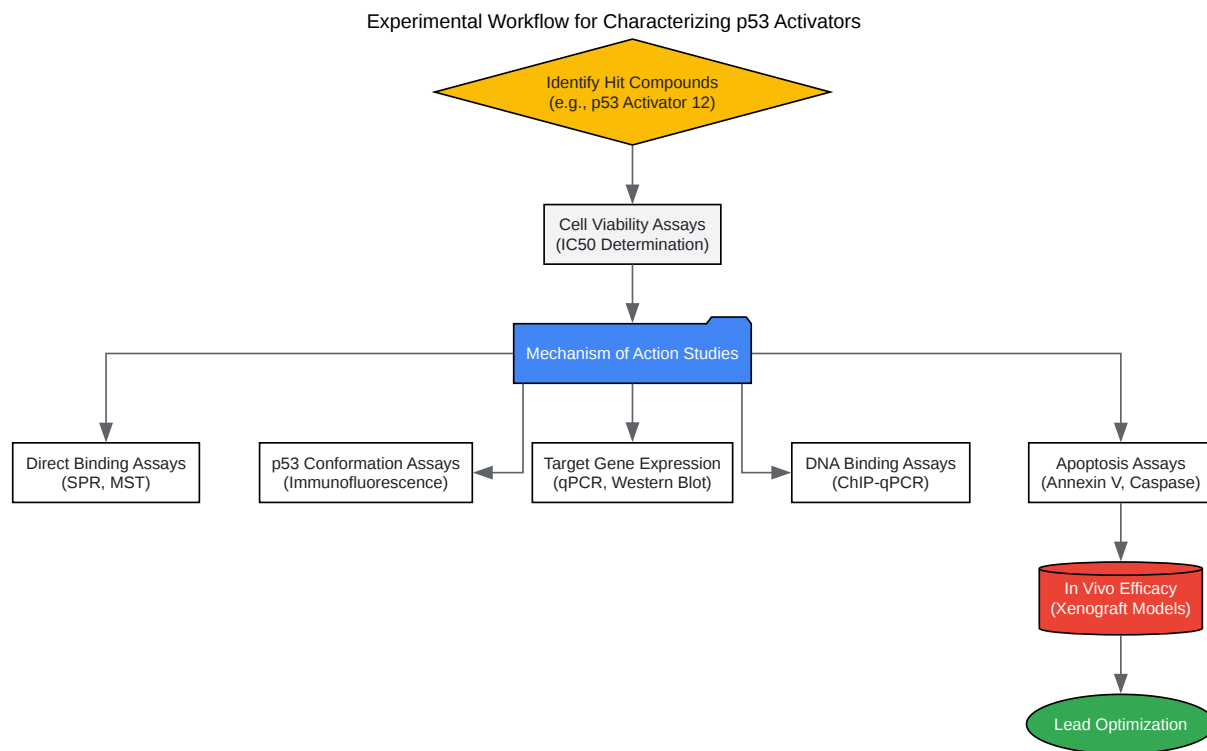 Experimental Workflow for Characterizing p53 Activators
Identify Hit Compounds
(e.g., p53 Activator 12)
Cell Viability Assays
(IC50 Determination)
Mechanism of Action Studies
Direct Binding Assays
(SPR, MST)
p53 Conformation Assays
(Immunofluorescence)
Target Gene Expression
(qPCR, Western Blot)
DNA Binding Assays
(ChIP-qPCR)
Apoptosis Assays
(Annexin V, Caspase)
In Vivo Efficacy
(Xenograft Models)
Lead Optimization